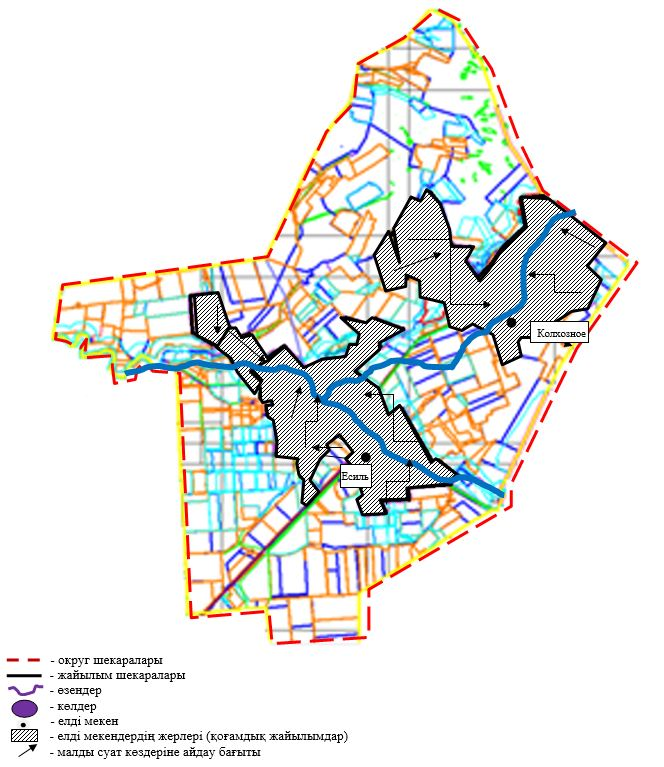 Колхозное
Есиль
- округ шекаралары
- жайылым шекаралары
- өзендер
- көлдер
- елді мекен
- елді мекендердің жерлері (қоғамдық жайылымдар)
- малды суат көздеріне айдау бағыты